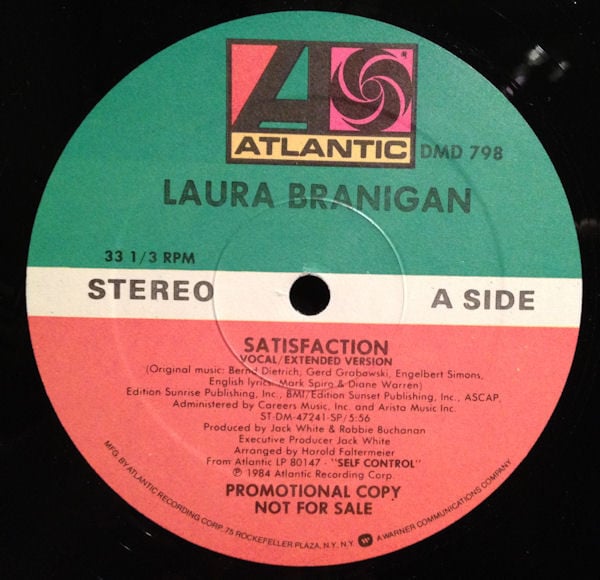 ATLANTIC
DMD 798
LAURA BRANIGAN
33 1/3 RPM
STEREO
A SIDE
SATISFACTION
VOCAL/EXTENDED VERSION
(Original music: Bernd Dietrich, Gerd Grabowski, Engelbert Simons,
English lyrics: Mark Spiro & Diane Warren)
Edition Sunrise Publishing, Inc., BMI/Edition Sunset Publishing, Inc., ASCAP,
Administered by Careers Music, Inc. and Arista Music Inc.
ST-DM-47241-SP/5:56
Produced by Jack White & Robbie Buchanan
Executive Producer Jack White
Arranged by Harold Faltermeier
From Atlantic LP 80147 - "SELF CONTROL"
℗ 1984 Atlantic Recording Corp.
PROMOTIONAL COPY
NOT FOR SALE
MFG. BY ATLANTIC RECORDING CORP. 75 ROCKEFELLER PLAZA, N.Y., N.Y. A WARNER COMMUNICATIONS COMPANY